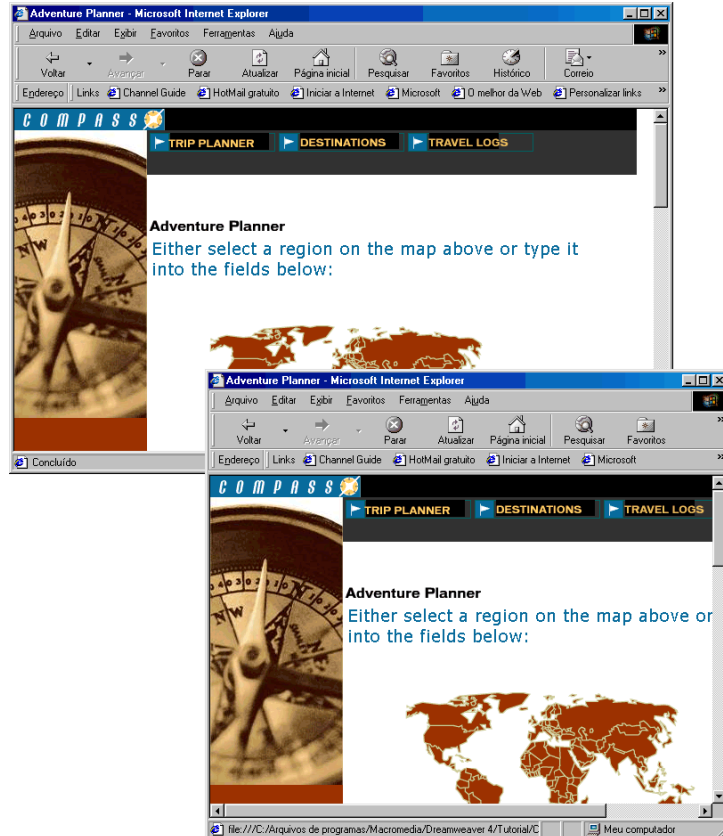 Adventure Planner - Microsoft Internet Explorer
Arquivo Editar Exibir Favoritos Ferramentas Ajuda
Voltar Avançar Parar Atualizar Página inicial Pesquisar Favoritos Histórico Correio
Endereço Links Channel Guide HotMail gratuito Iniciar a Internet Microsoft O melhor da Web Personalizar links
COMPASS
TRIP PLANNER DESTINATIONS TRAVEL LOGS
Adventure Planner
Either select a region on the map above or type it
into the fields below:
Concluído
Adventure Planner - Microsoft Internet Explorer
Arquivo Editar Exibir Favoritos Ferramentas Ajuda
Voltar Avançar Parar Atualizar Página inicial Pesquisar Favoritos
Endereço Links Channel Guide HotMail gratuito Iniciar a Internet Microsoft
COMPASS
TRIP PLANNER DESTINATIONS TRAVEL LOGS
Adventure Planner
Either select a region on the map above or
into the fields below:
file:///C:/Arquivos de programas/Macromedia/Dreamweaver 4/Tutorial/C Meu computador